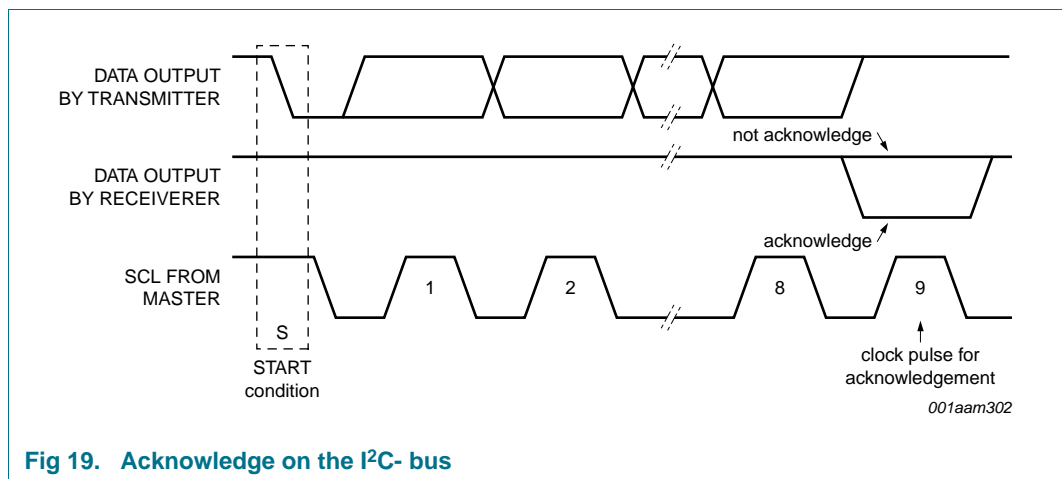 DATA OUTPUT
BY TRANSMITTER
not acknowledge
DATA OUTPUT
BY RECEIVERER
acknowledge
SCL FROM
MASTER
1
2
8
9
S
START
condition
clock pulse for
acknowledgement
001aam302
Fig 19. Acknowledge on the I²C- bus